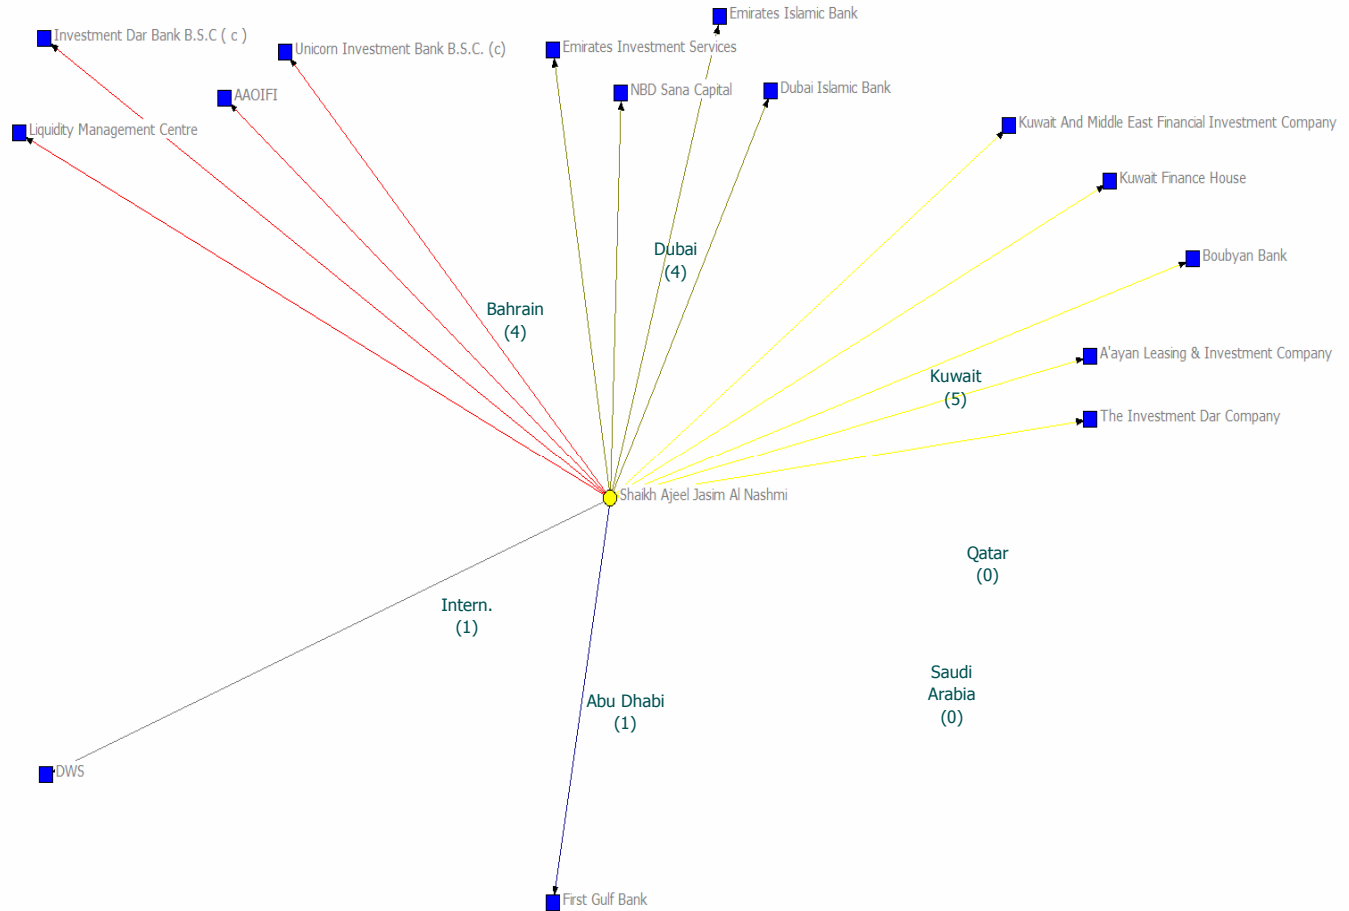 Emirates Islamic Bank
Investment Dar Bank B.S.C ( c )
Unicorn Investment Bank B.S.C. (c)
Emirates Investment Services
AAOIFI
NBD Sana Capital
Dubai Islamic Bank
Liquidity Management Centre
Kuwait And Middle East Financial Investment Company
Kuwait Finance House
Dubai
(4)
Boubyan Bank
Bahrain
(4)
A'ayan Leasing & Investment Company
Kuwait
(5)
The Investment Dar Company
Shaikh Ajeel Jasim Al Nashmi
Qatar
(0)
Intern.
(1)
Saudi
Arabia
(0)
Abu Dhabi
(1)
DWS
First Gulf Bank